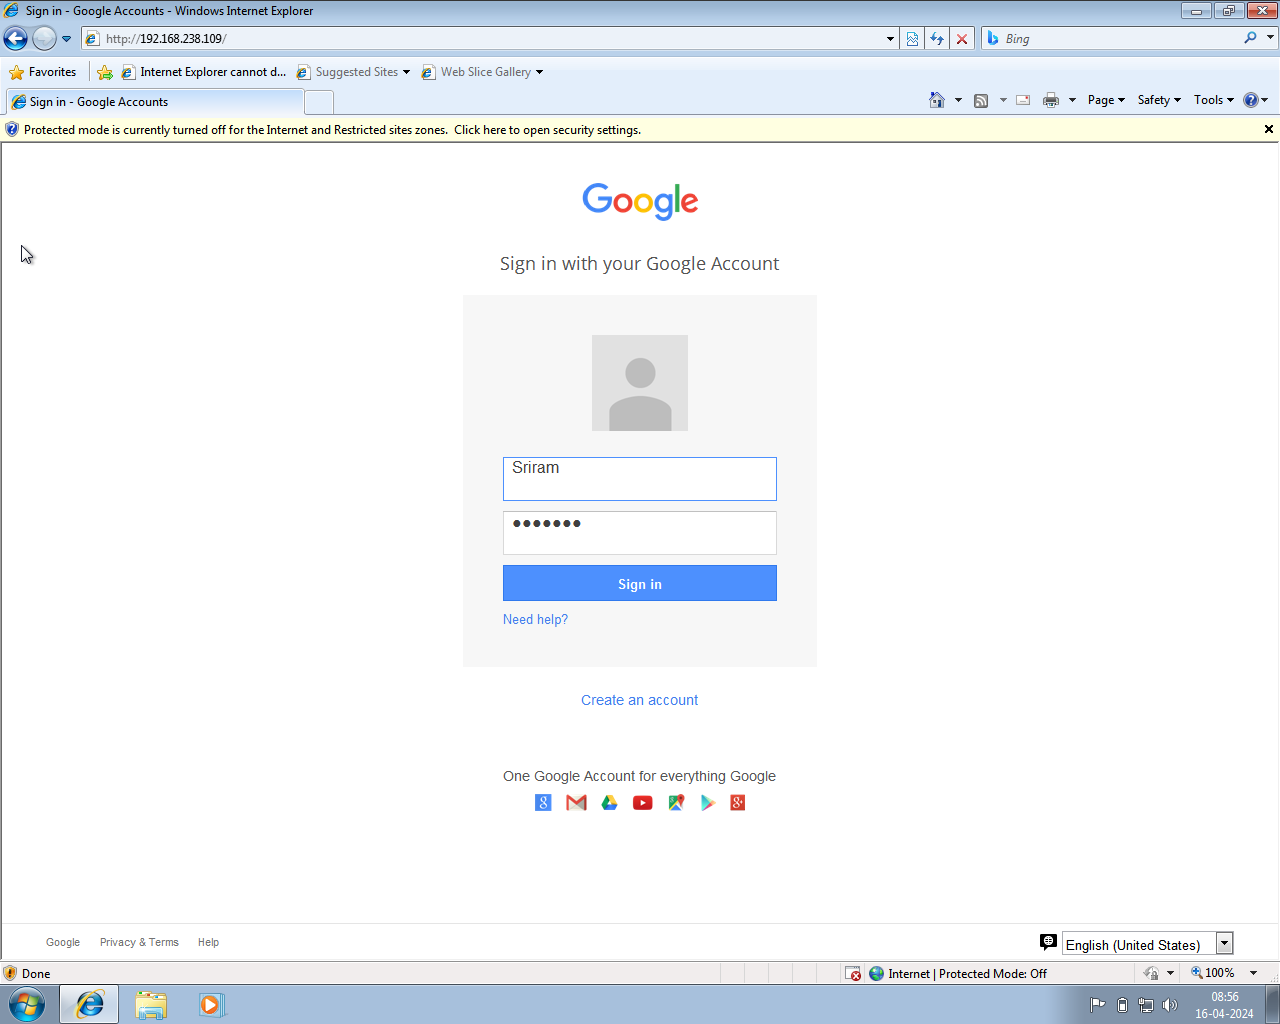 Sign in - Google Accounts - Windows Internet Explorer
http://192.168.238.109/
Bing
Favorites
Internet Explorer cannot d...
Suggested Sites
Web Slice Gallery
Sign in - Google Accounts
Page
Safety
Tools
Protected mode is currently turned off for the Internet and Restricted sites zones. Click here to open security settings.
Google
Sign in with your Google Account
Sriram
•••••••
Sign in
Need help?
Create an account
One Google Account for everything Google
Google
Privacy & Terms
Help
English (United States)
Done
Internet | Protected Mode: Off
100%
08:56
16-04-2024